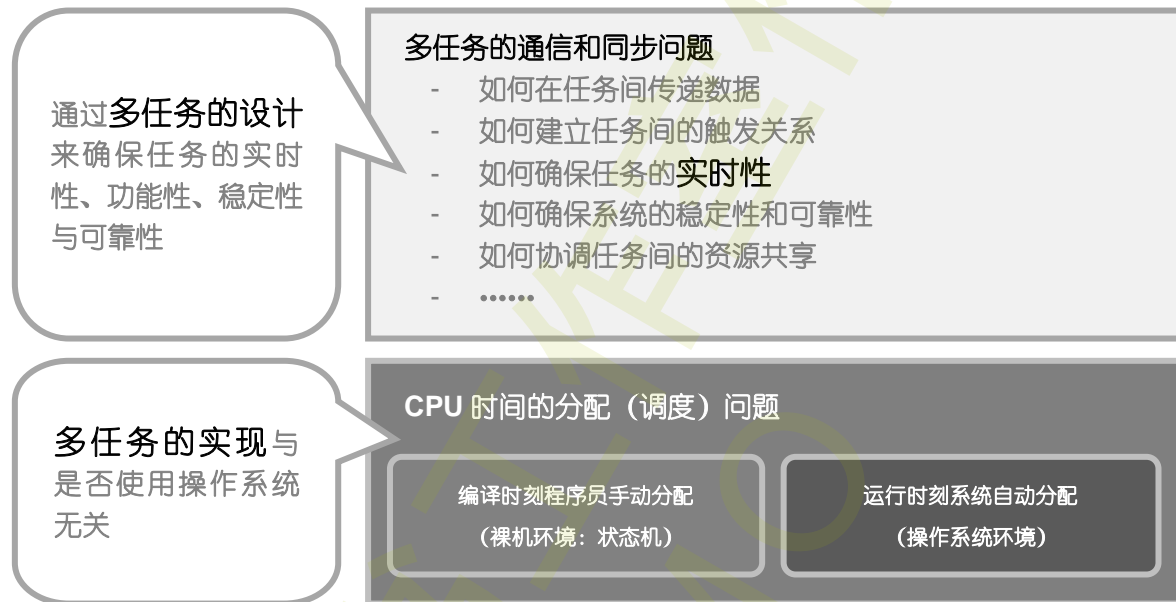 通过多任务的设计
来确保任务的实时
性、功能性、稳定性
与可靠性
多任务的通信和同步问题
- 如何在任务间传递数据
- 如何建立任务间的触发关系
- 如何确保任务的实时性
- 如何确保系统的稳定性和可靠性
- 如何协调任务间的资源共享
- ······
多任务的实现与
是否使用操作系统
无关
CPU 时间的分配（调度）问题
编译时刻程序员手动分配
（裸机环境：状态机）
运行时刻系统自动分配
（操作系统环境）